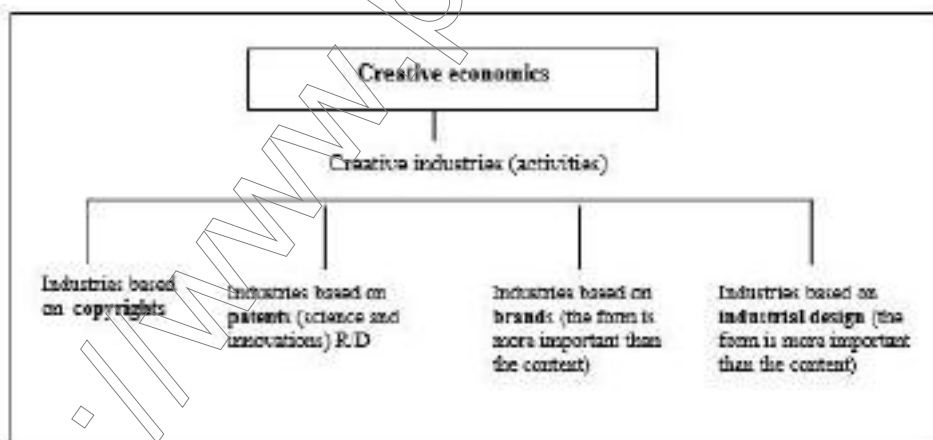 Creative economics
Creative industries (activities)
Industries based
on copyrights
Industries based on
patents (science and
innovations) R/D
Industries based on
brands (the form is
more important than
the context)
Industries based on
industrial design (the
form is more important
than the content)
://www.p